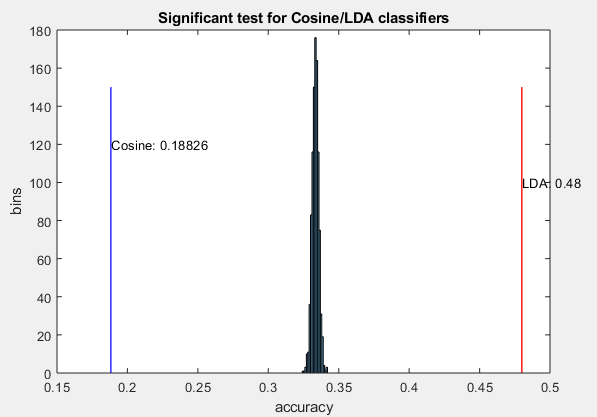 Significant test for Cosine/LDA classifiers
180
160
140
120
100
80
60
40
20
0
bins
Cosine: 0.18826
LDA: 0.48
0.15 0.2 0.25 0.3 0.35 0.4 0.45 0.5
accuracy